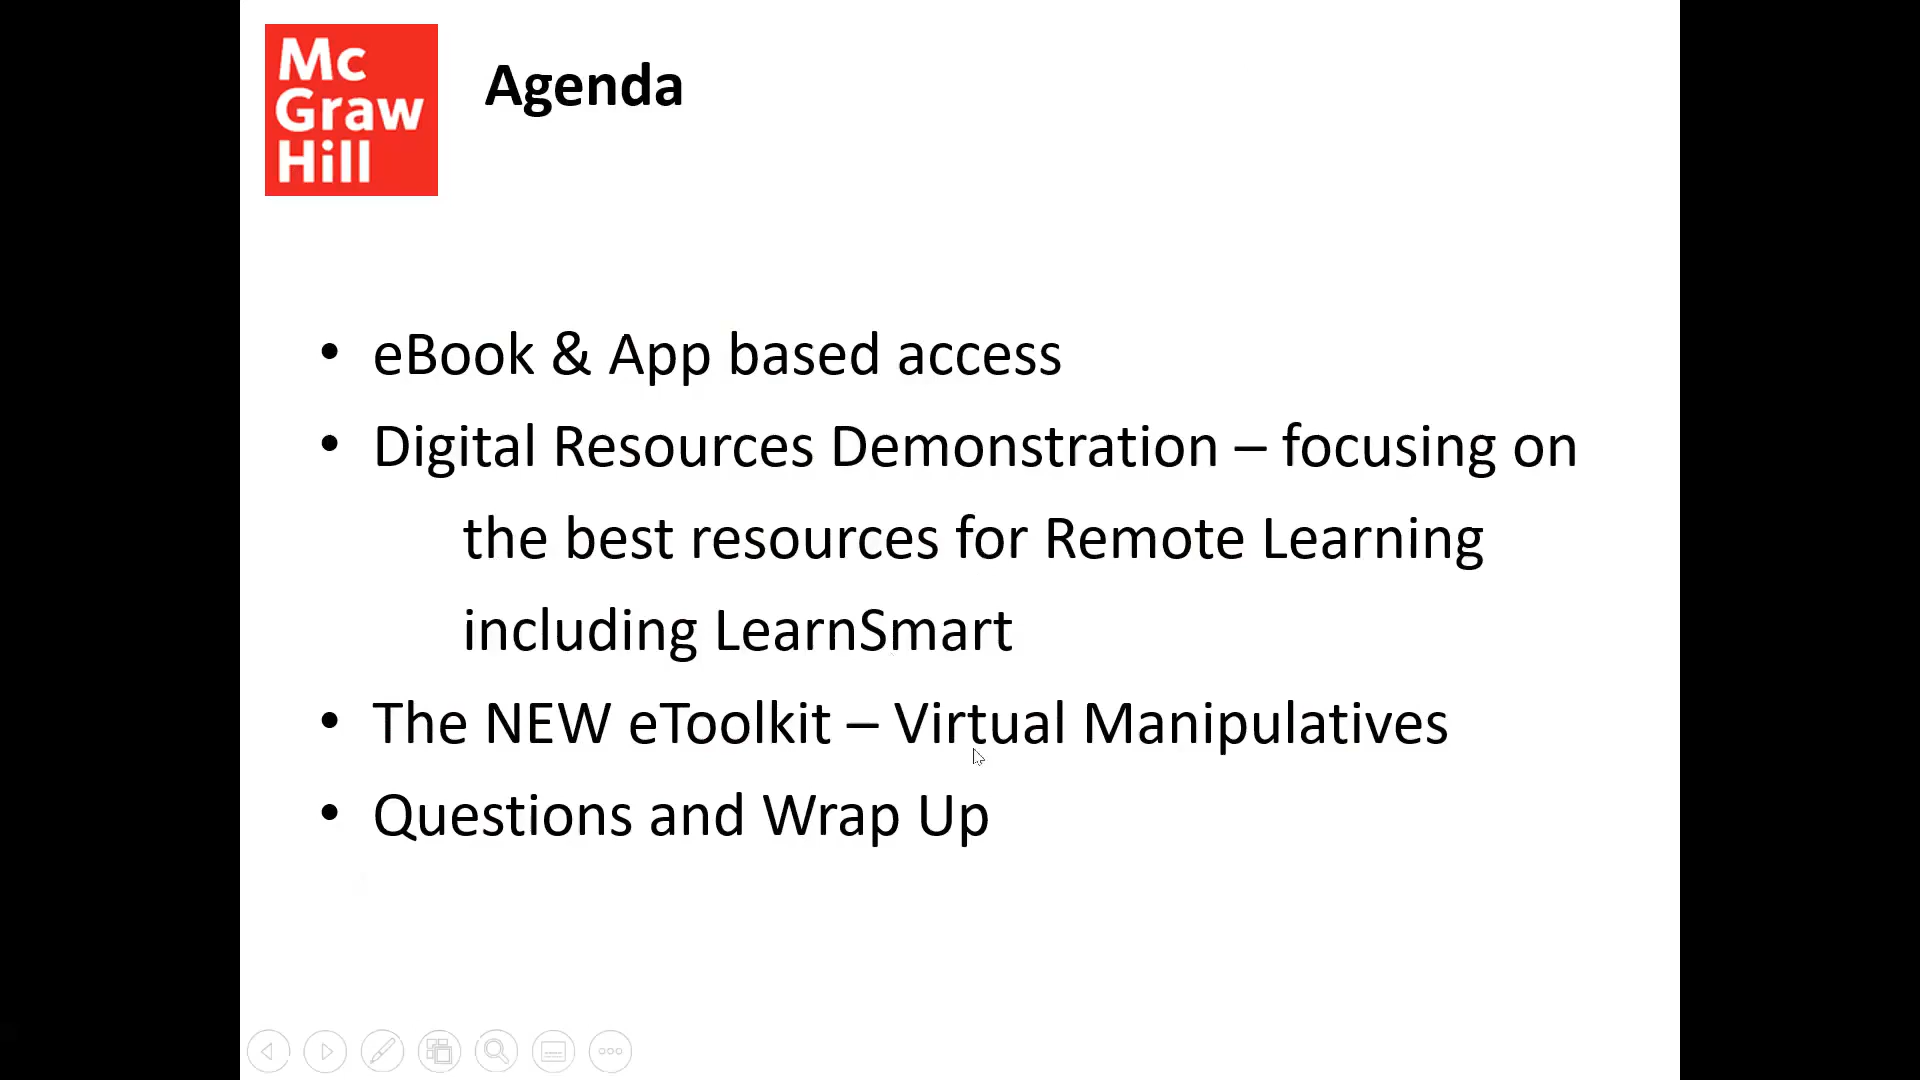 Mc
Graw
Hill
Agenda
• eBook & App based access
• Digital Resources Demonstration – focusing on
the best resources for Remote Learning
including LearnSmart
• The NEW eToolkit – Virtual Manipulatives
• Questions and Wrap Up